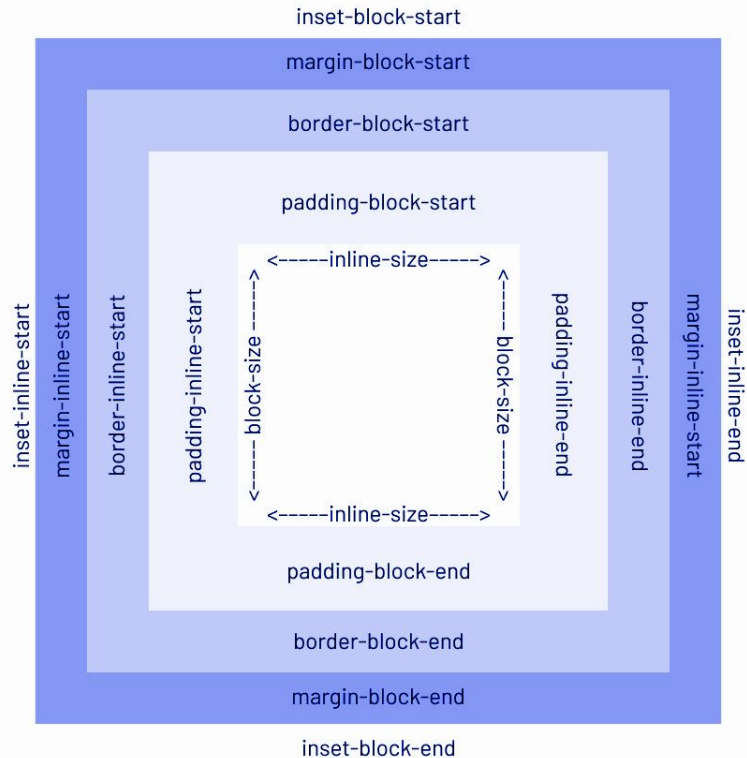 inset-block-start
margin-block-start
border-block-start
padding-block-start
<-----inline-size----->
inset-inline-start
margin-inline-start
border-inline-start
padding-inline-start
<----- block-size ----->
<----- block-size ----->
padding-inline-end
border-inline-end
margin-inline-start
inset-inline-end
<-----inline-size----->
padding-block-end
border-block-end
margin-block-end
inset-block-end